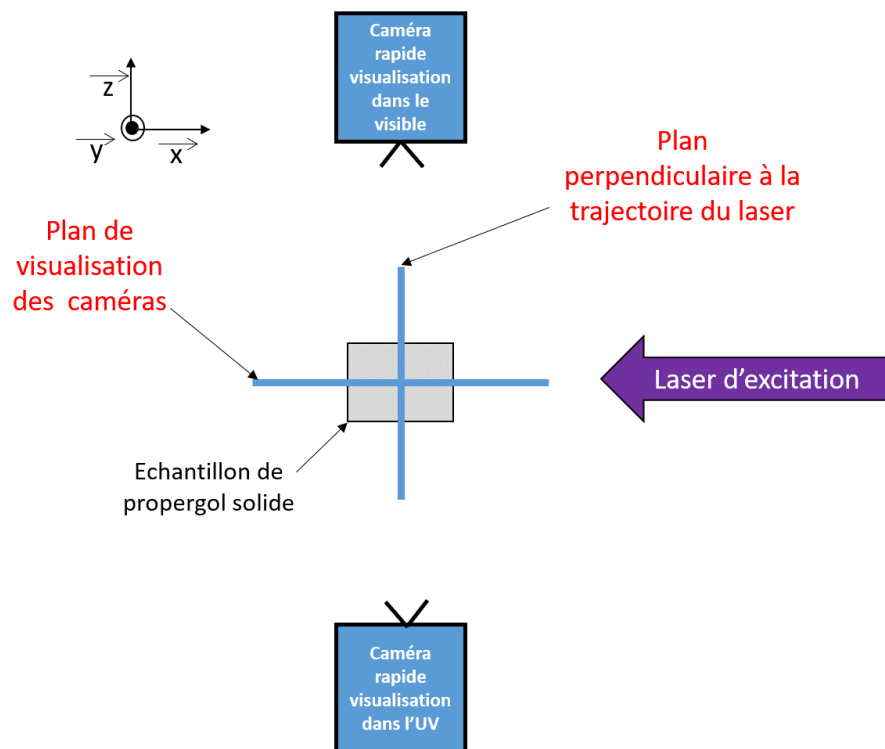 Caméra
rapide
visualisation
dans le
visible
z
y
x
Plan
perpendiculaire à la
trajectoire du laser
Plan de
visualisation
des caméras
Laser d'excitation
Echantillon de
propergol solide
Caméra
rapide
visualisation
dans l'UV